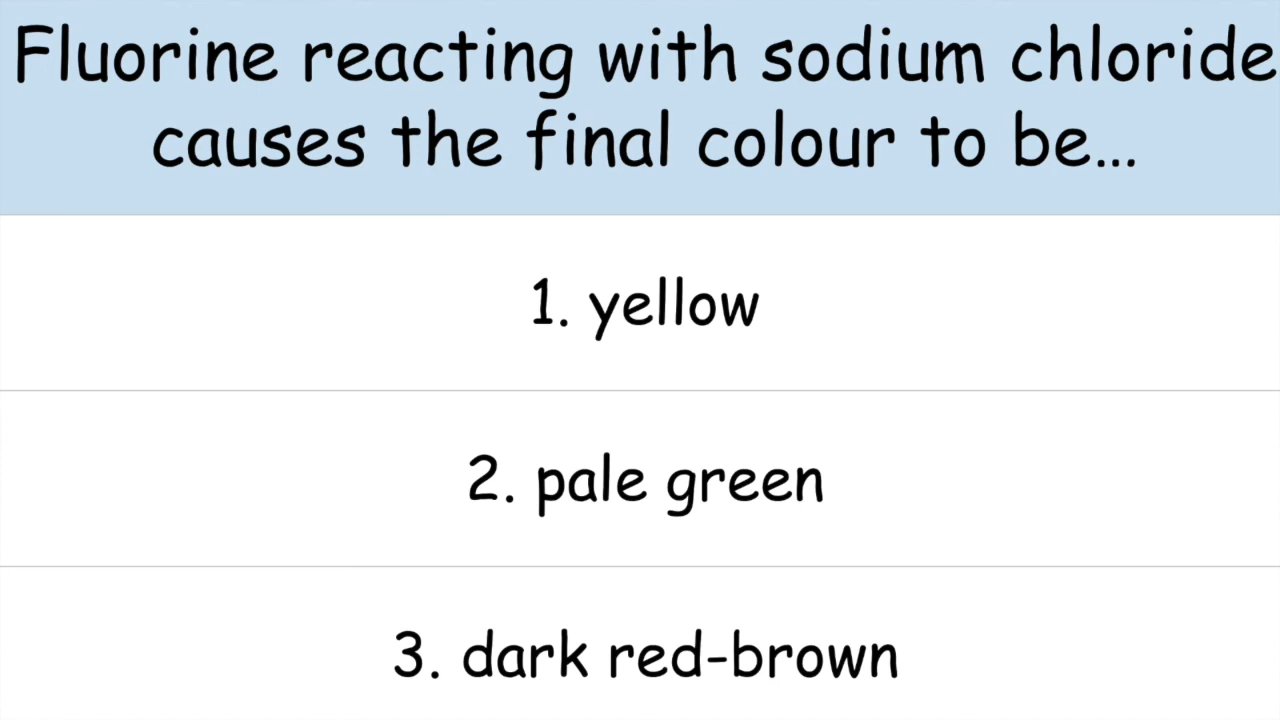 Fluorine reacting with sodium chloride
causes the final colour to be...
1. yellow
2. pale green
3. dark red-brown